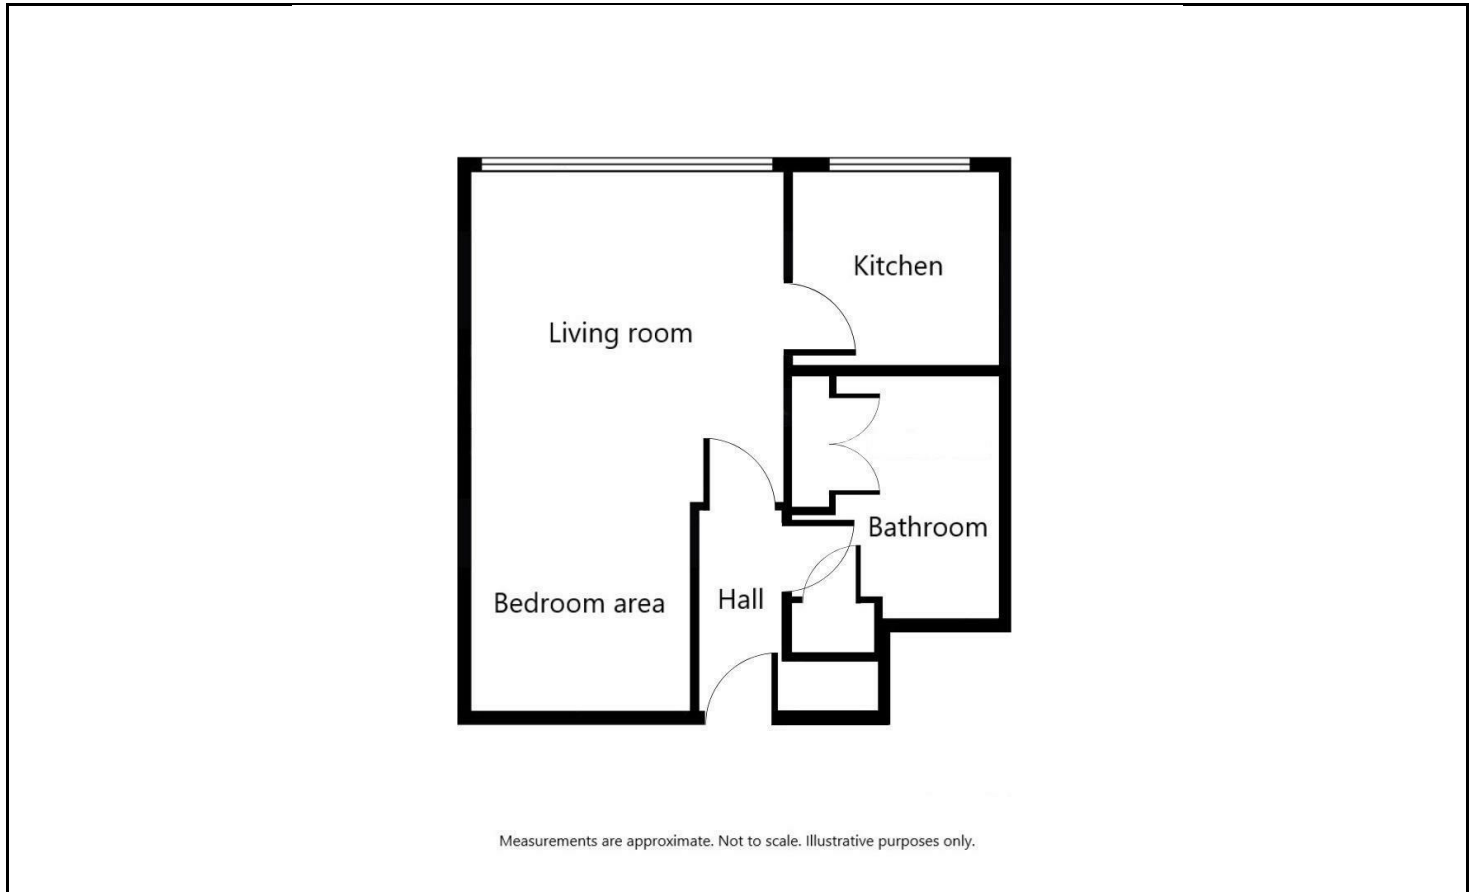 Kitchen
Living room
Bathroom
Bedroom area
Hall
Measurements are approximate. Not to scale. Illustrative purposes only.